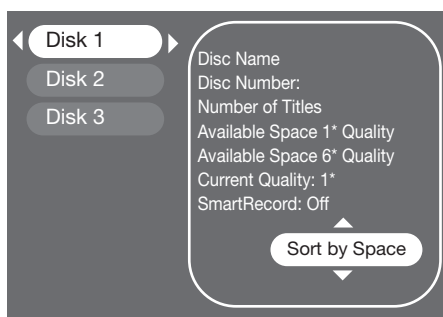 Disk 1
Disk 2
Disk 3
Disc Name
Disc Number:
Number of Titles
Available Space 1* Quality
Available Space 6* Quality
Current Quality: 1*
SmartRecord: Off
Sort by Space